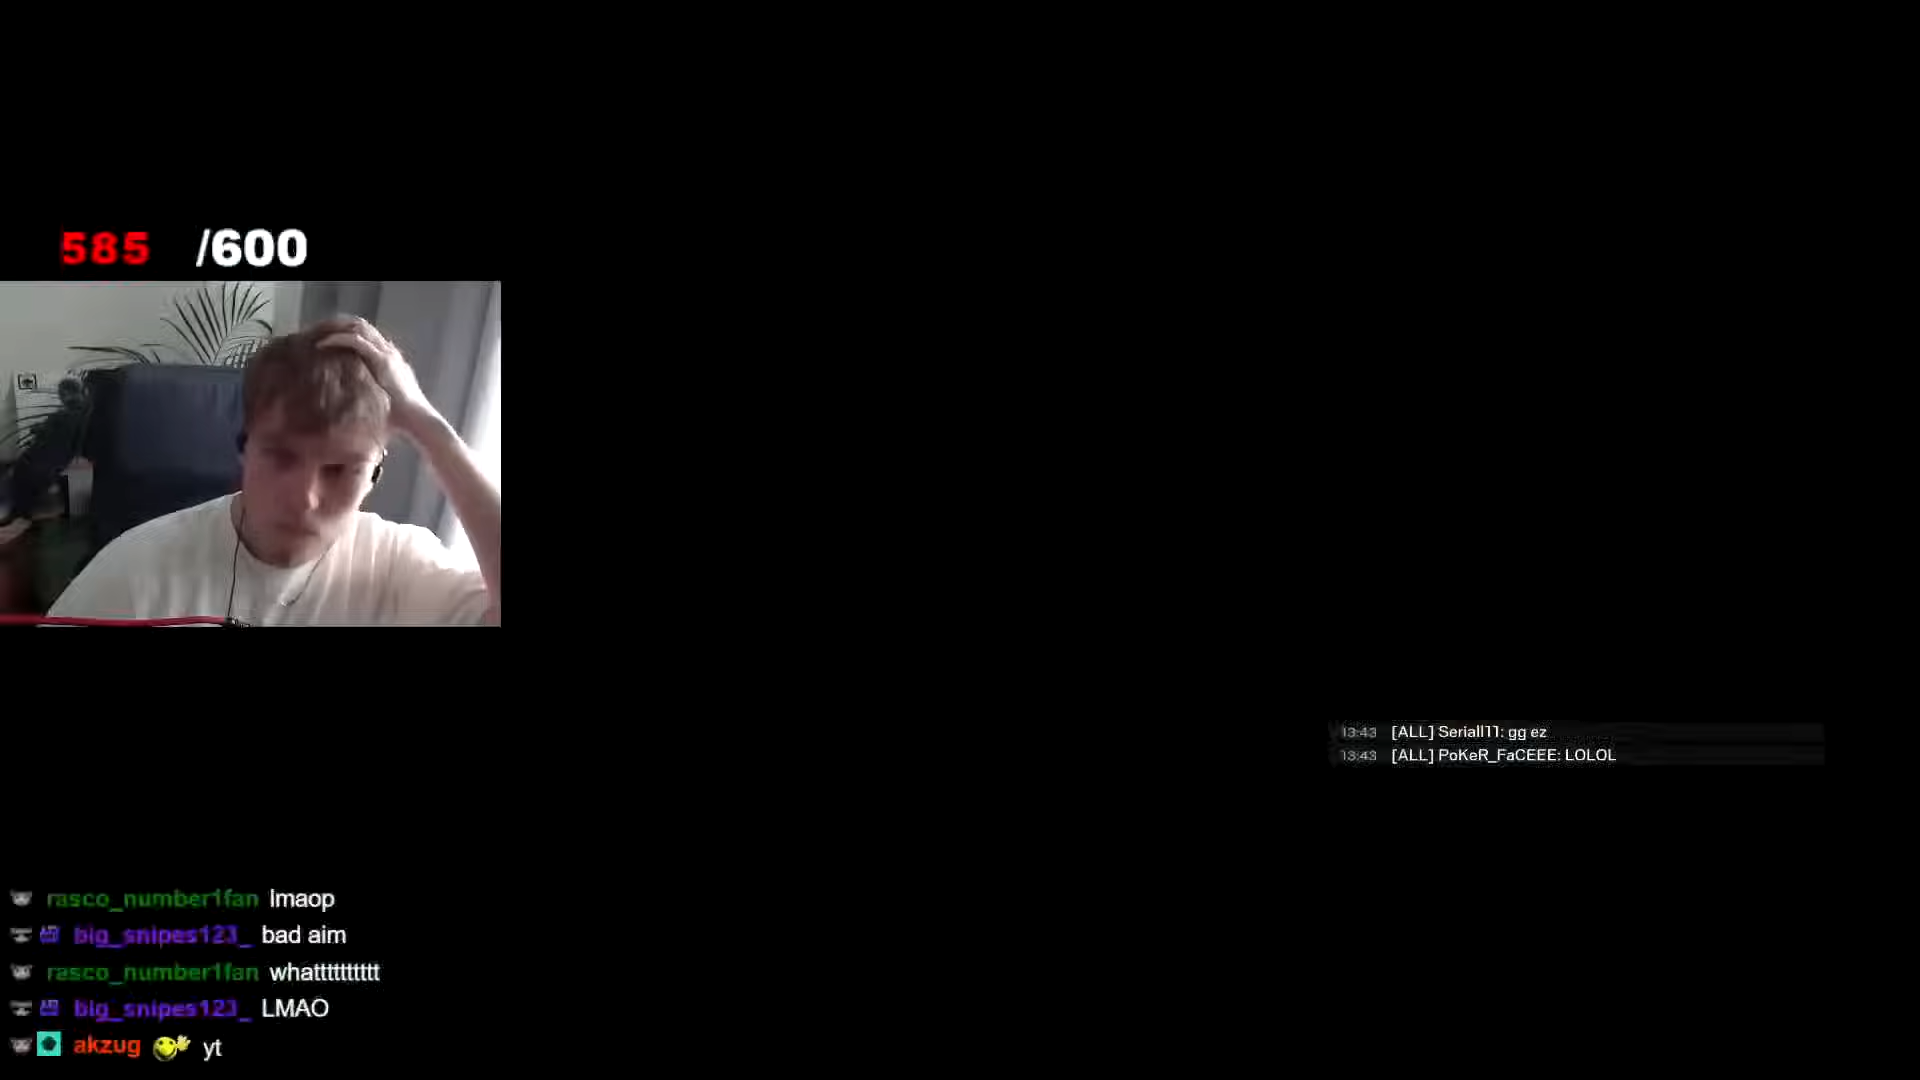 585 /600
13:43 [ALL] Seriall11: gg ez
13:43 [ALL] PoKeR_FaCEEE: LOLOL
rasco_number1fan lmaop
big_snipes123_ bad aim
rasco_number1fan whatttttttttt
big_snipes123_ LMAO
akzug yt